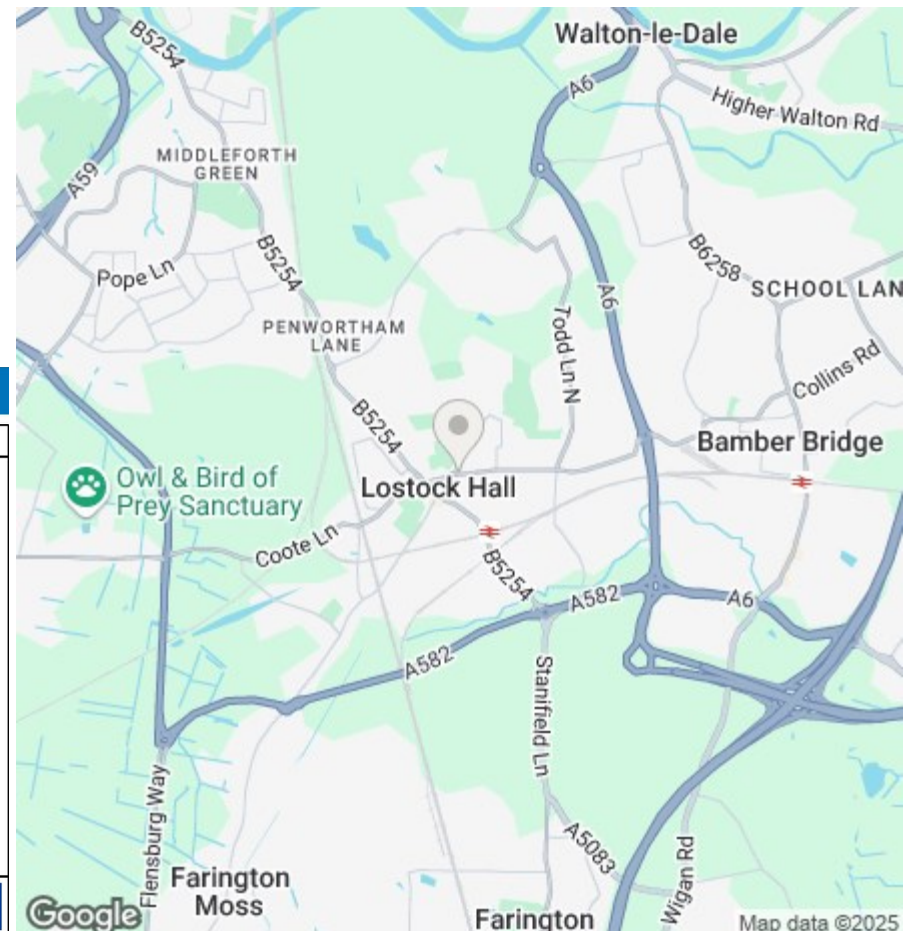 Walton-le-Dale
B5254
A6
Higher Walton Rd
MIDDLEFORTH
GREEN
A59
B5254
B6258
Pope Ln
A6
SCHOOL LAN
PENWORTHAM
LANE
Todd Ln N
Collins Rd
B5254
Bamber Bridge
Owl & Bird of
Prey Sanctuary
Lostock Hall
Coote Ln
B5254
A582
A6
A582
Stanifield Ln
Flensburg Way
A5083
Wigan Rd
Farington
Moss
Farington
Google
Map data ©2025